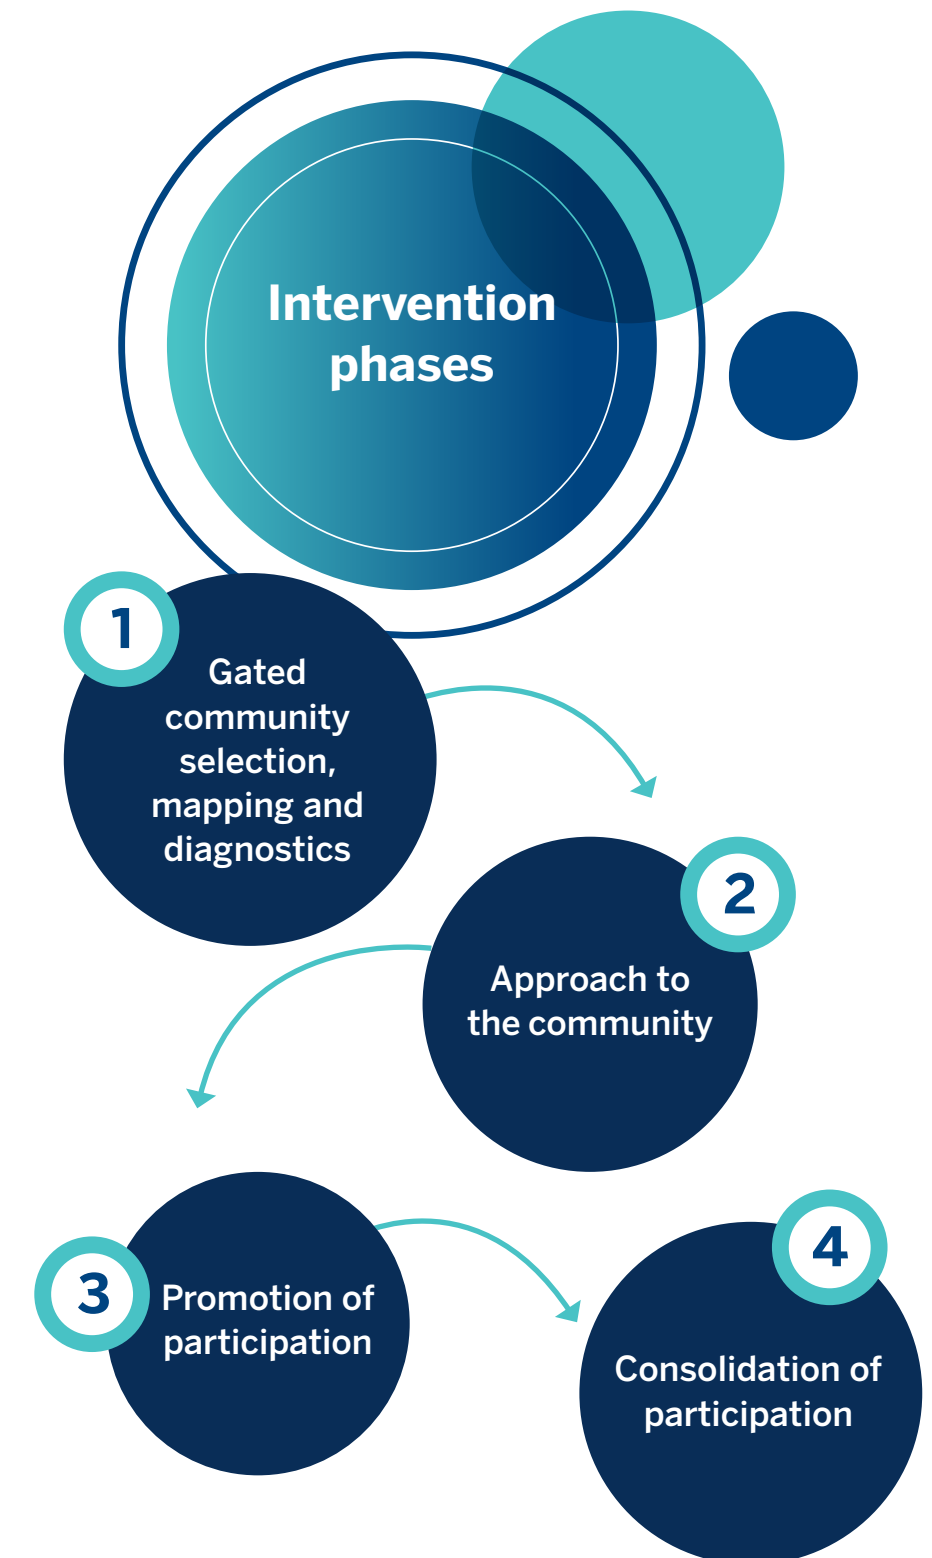 Intervention
phases
1
Gated
community
selection,
mapping and
diagnostics
2
Approach to
the community
3
Promotion of
participation
4
Consolidation of
participation